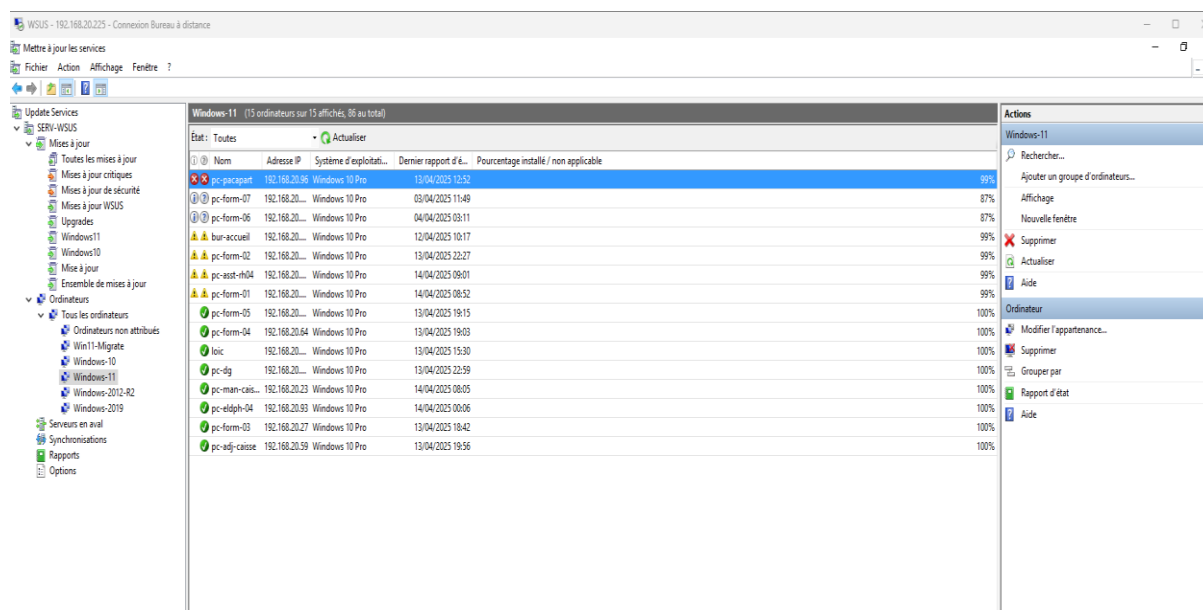 WSUS - 192.168.20.225 - Connexion Bureau à distance
Mettre à jour les services
Fichier Action Affichage Fenêtre ?
Update Services
SERV-WSUS
Mises à jour
Toutes les mises à jour
Mises à jour critiques
Mises à jour de sécurité
Mises à jour WSUS
Upgrades
Windows11
Windows10
Mise à jour
Ensemble de mises à jour
Ordinateurs
Tous les ordinateurs
Ordinateurs non attribués
Win11-Migrate
Windows-10
Windows-11
Windows-2012-R2
Windows-2019
Serveurs en aval
Synchronisations
Rapports
Options
Windows-11 (15 ordinateurs sur 15 affichés, 86 au total)
État : Toutes Actualiser
Nom Adresse IP Système d'exploitati... Dernier rapport d'é... Pourcentage installé / non applicable
pc-pacapart 192.168.20.96 Windows 10 Pro 13/04/2025 12:52 99%
pc-form-07 192.168.20.... Windows 10 Pro 03/04/2025 11:49 87%
pc-form-06 192.168.20.... Windows 10 Pro 04/04/2025 03:11 87%
bur-accueil 192.168.20.... Windows 10 Pro 12/04/2025 10:17 99%
pc-form-02 192.168.20.... Windows 10 Pro 13/04/2025 22:27 99%
pc-asst-rh04 192.168.20.... Windows 10 Pro 14/04/2025 09:01 99%
pc-form-01 192.168.20.... Windows 10 Pro 14/04/2025 08:52 99%
pc-form-05 192.168.20.... Windows 10 Pro 13/04/2025 19:15 100%
pc-form-04 192.168.20.64 Windows 10 Pro 13/04/2025 19:03 100%
loic 192.168.20.... Windows 10 Pro 13/04/2025 15:30 100%
pc-dg 192.168.20.... Windows 10 Pro 13/04/2025 22:59 100%
pc-man-cais... 192.168.20.23 Windows 10 Pro 14/04/2025 08:05 100%
pc-eldph-04 192.168.20.93 Windows 10 Pro 14/04/2025 00:06 100%
pc-form-03 192.168.20.27 Windows 10 Pro 13/04/2025 18:42 100%
pc-adj-caisse 192.168.20.59 Windows 10 Pro 13/04/2025 19:56 100%
Actions
Windows-11
Rechercher...
Ajouter un groupe d'ordinateurs...
Affichage
Nouvelle fenêtre
Supprimer
Actualiser
Aide
Ordinateur
Modifier l'appartenance...
Supprimer
Grouper par
Rapport d'état
Aide